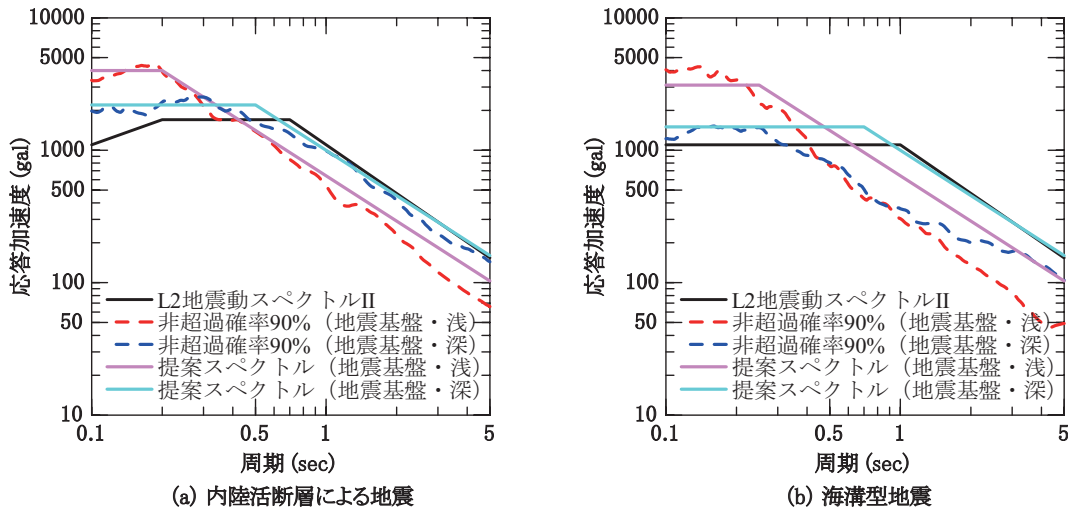 10000
5000
1000
500
100
50
10
0.1
0.5
1
5
応答加速度 (gal)
周期 (sec)
L2地震動スペクトルII
非超過確率90%（地震基盤・浅）
非超過確率90%（地震基盤・深）
提案スペクトル（地震基盤・浅）
提案スペクトル（地震基盤・深）
(a) 内陸活断層による地震
10000
5000
1000
500
100
50
10
0.1
0.5
1
5
応答加速度 (gal)
周期 (sec)
L2地震動スペクトルII
非超過確率90%（地震基盤・浅）
非超過確率90%（地震基盤・深）
提案スペクトル（地震基盤・浅）
提案スペクトル（地震基盤・深）
(b) 海溝型地震